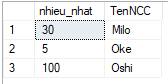 nhieu_nhat TenNCC
1 30 Milo
2 5 Oke
3 100 Oshi